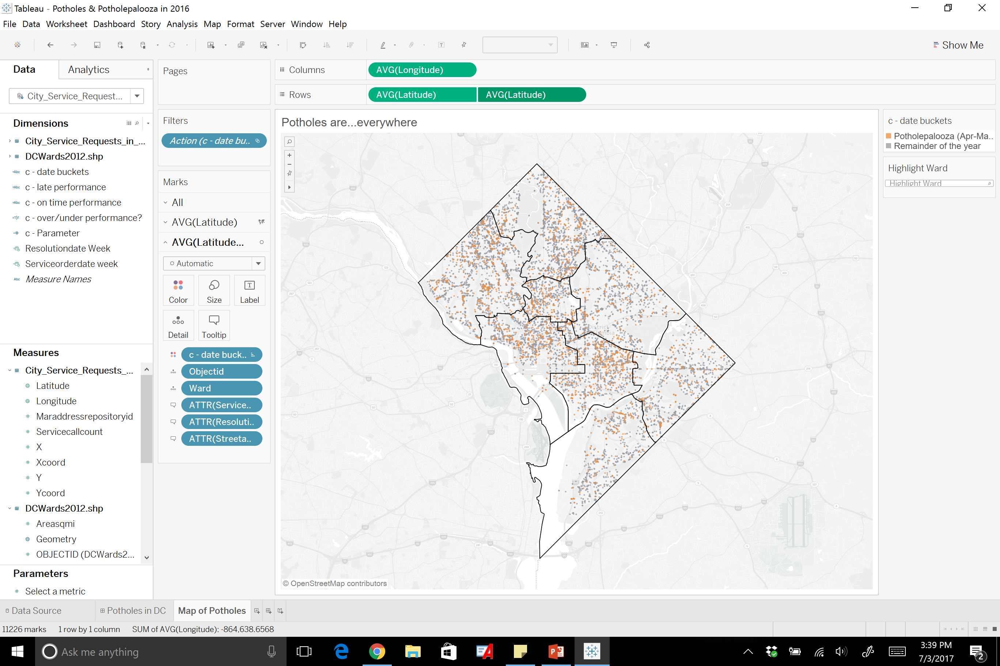 Tableau - Potholes & Potholepalooza in 2016
File Data Worksheet Dashboard Story Analysis Map Format Server Window Help
Show Me
Data
Analytics
City_Service_Request...
Dimensions
City_Service_Requests_in_...
DCWards2012.shp
Abc c - date buckets
Abc c - late performance
Abc c - on time performance
T|F c - over/under performance?
# c - Parameter
Resolutiondate Week
Serviceorderdate week
Abc Measure Names
Measures
City_Service_Requests_...
Latitude
Longitude
# Maraddressrepositoryid
# Servicecallcount
# X
# Xcoord
# Y
# Ycoord
DCWards2012.shp
# Areasqmi
Geometry
# OBJECTID (DCWards2...
Parameters
# Select a metric
Pages
Filters
Action (c - date bu..
Marks
All
AVG(Latitude)
AVG(Latitude...
Automatic
Color
Size
Label
Detail
Tooltip
c - date buck..
Objectid
Ward
ATTR(Service..
ATTR(Resoluti..
ATTR(Streeta..
Columns
AVG(Longitude)
Rows
AVG(Latitude)
AVG(Latitude)
Potholes are...everywhere
District
© OpenStreetMap contributors
c - date buckets
Potholepalooza (Apr-Ma..
Remainder of the year
Highlight Ward
Highlight Ward
Data Source
Potholes in DC
Map of Potholes
11226 marks 1 row by 1 column SUM of AVG(Longitude): -864,638.6568
Ask me anything
3:39 PM
7/3/2017
2